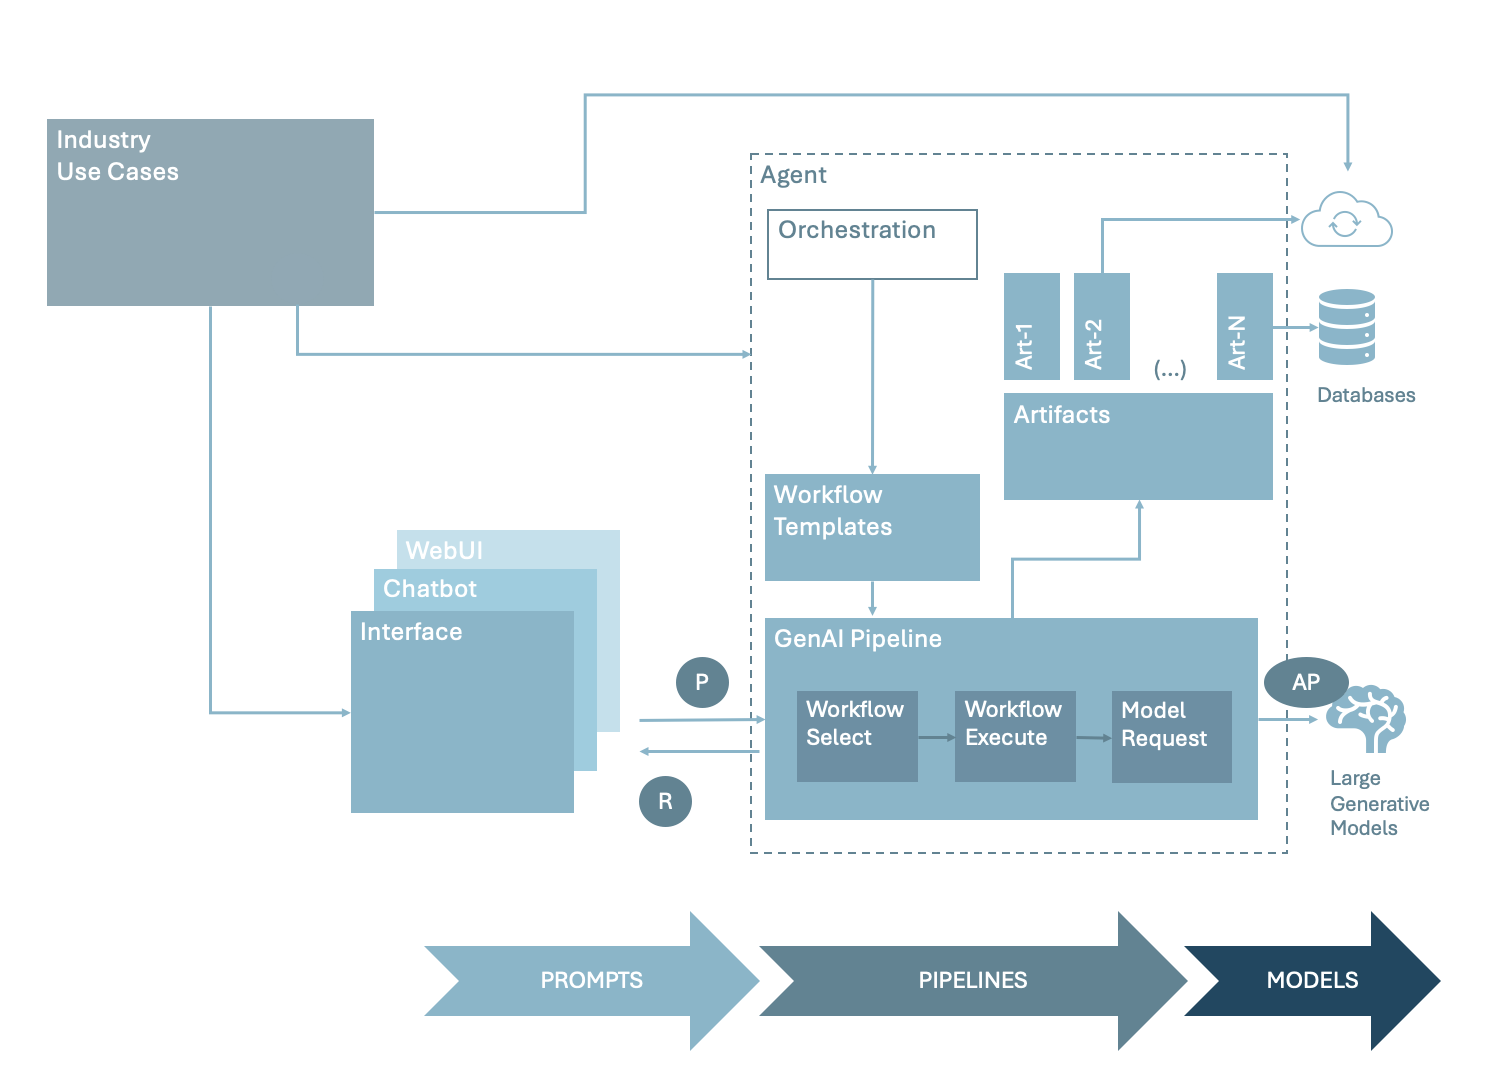 Industry
Use Cases
Agent
Orchestration
Art-1
Art-2
(...)
Art-N
Databases
Artifacts
Workflow
Templates
WebUI
Chatbot
Interface
P
R
GenAI Pipeline
Workflow
Select
Workflow
Execute
Model
Request
AP
Large
Generative
Models
PROMPTS
PIPELINES
MODELS